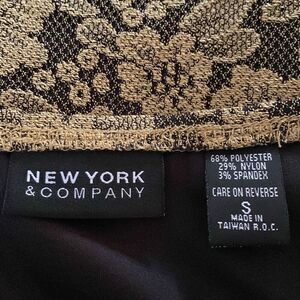 NEW YORK
& COMPANY
68% POLYESTER
29% NYLON
3% SPANDEX
CARE ON REVERSE
S
MADE IN
TAIWAN R.O.C.